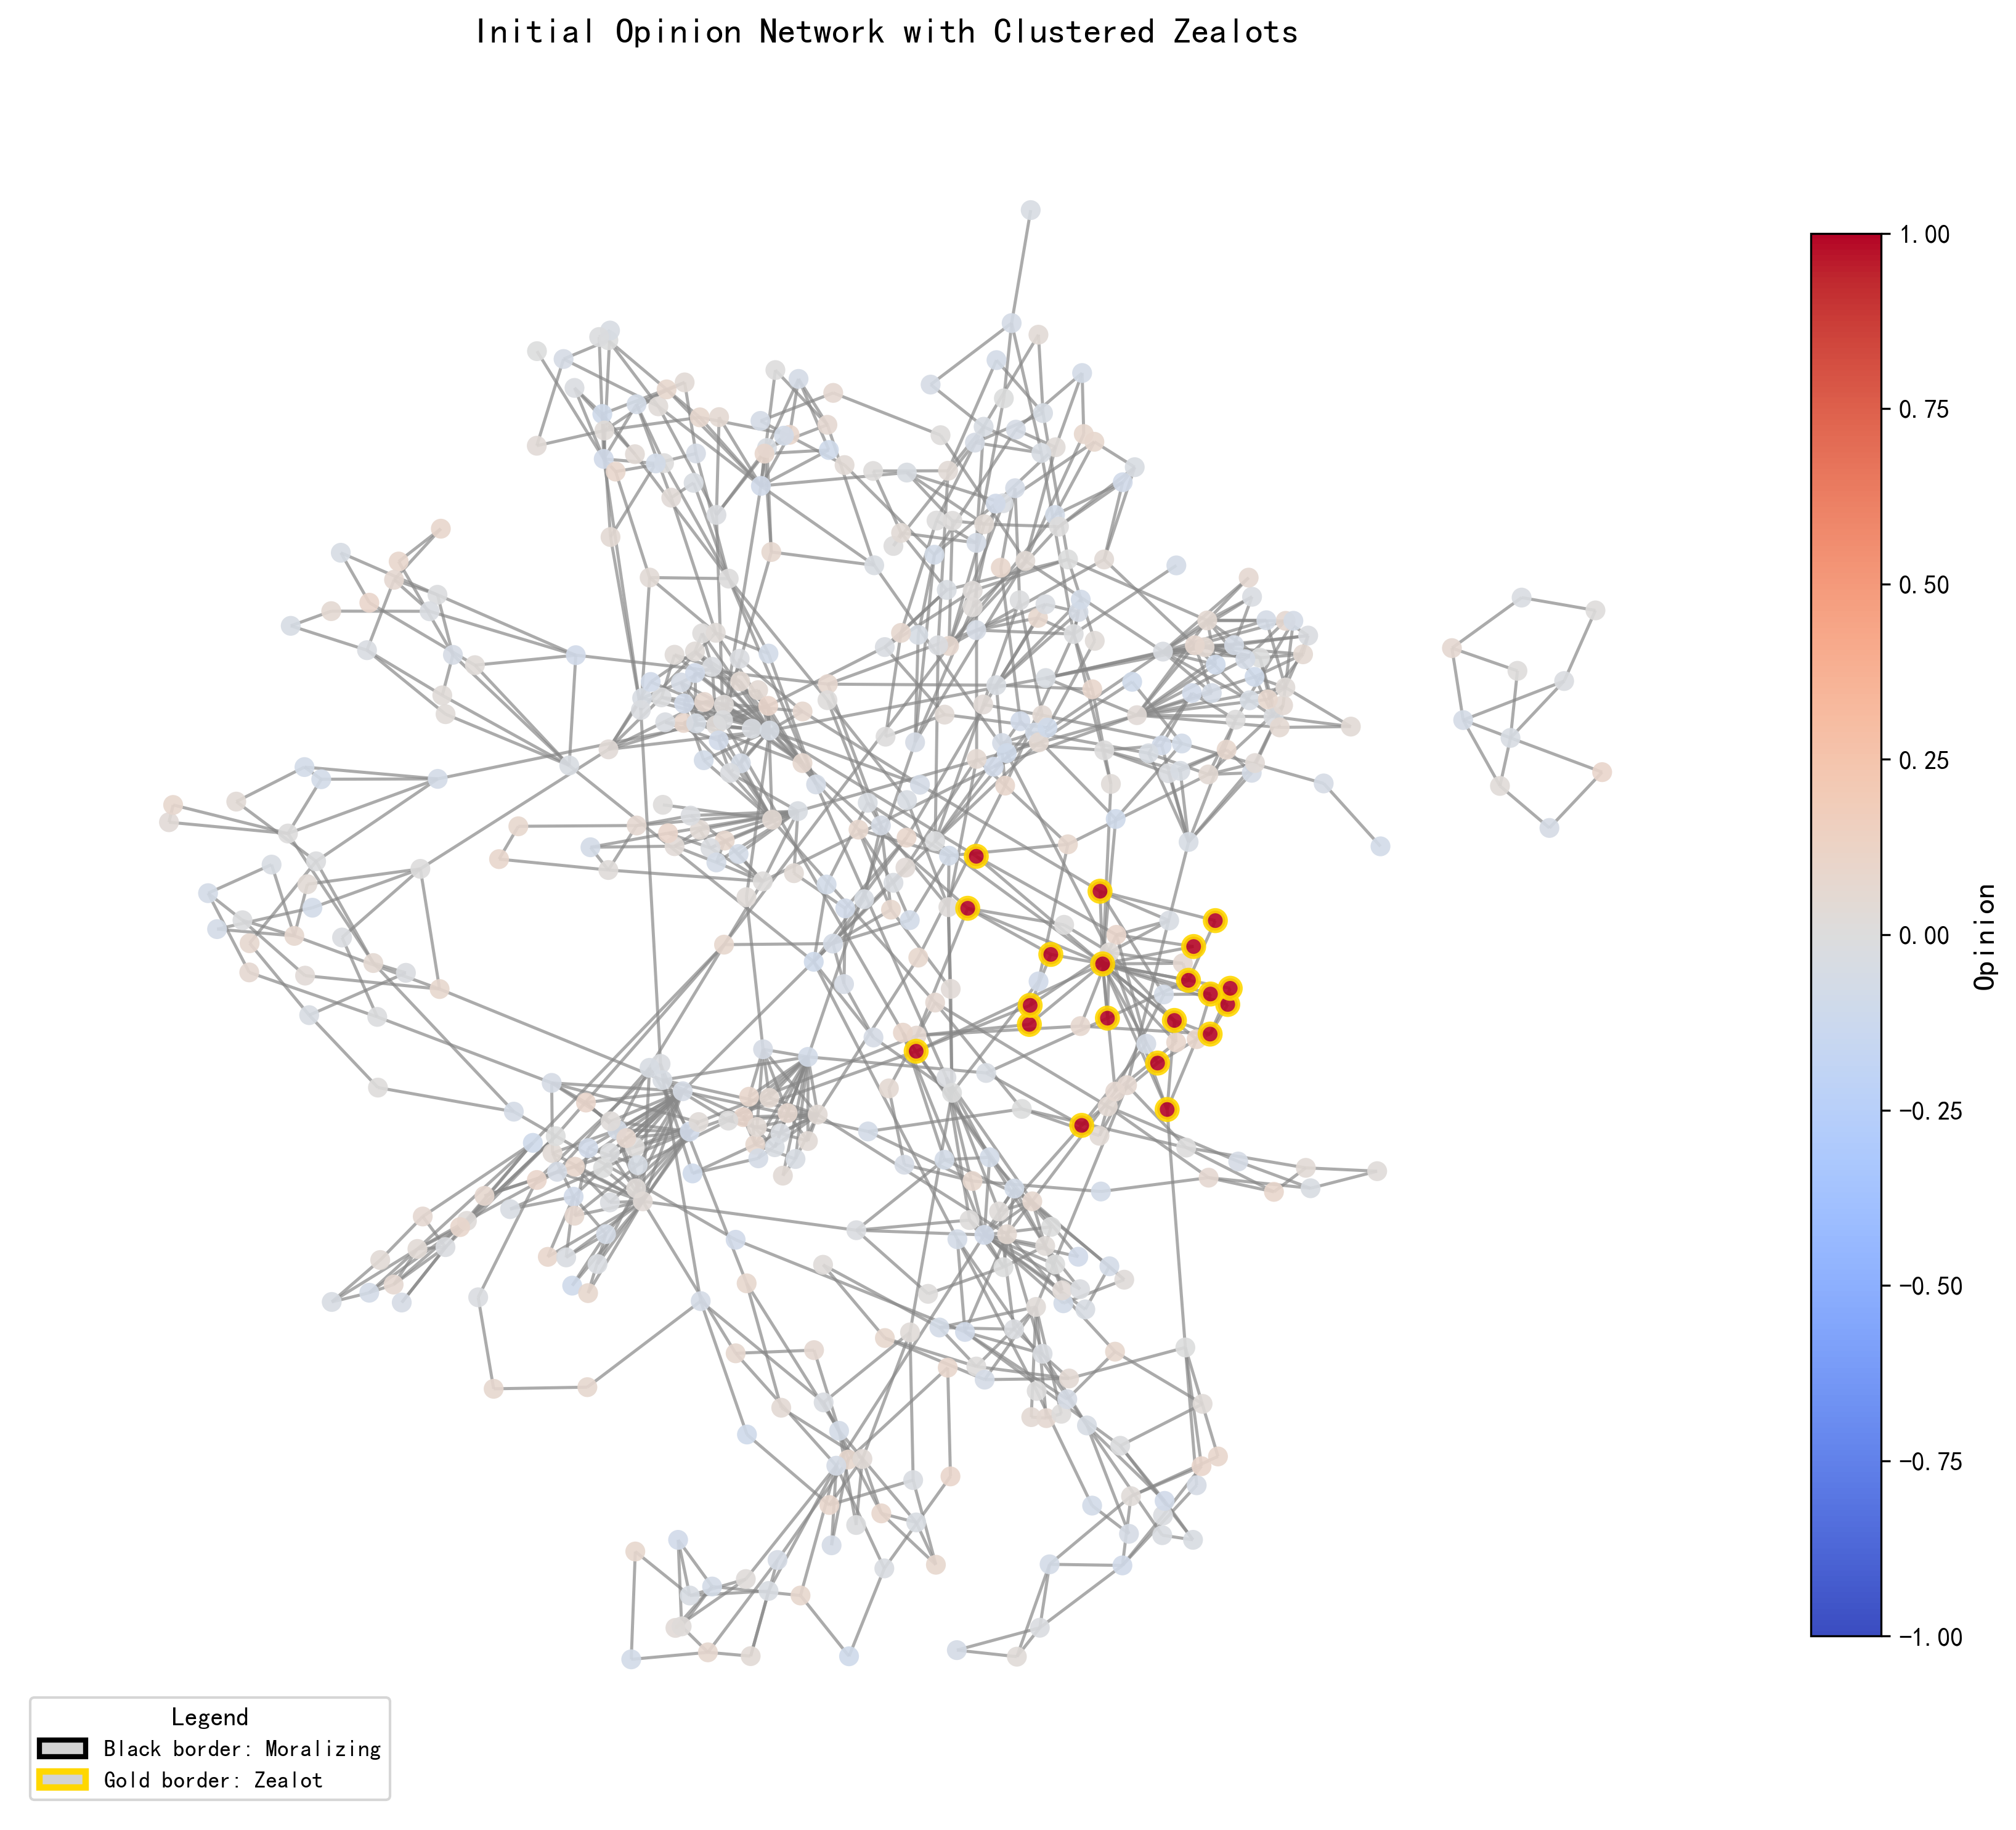 Initial Opinion Network with Clustered Zealots
1.00
0.75
0.50
0.25
0.00
−0.25
−0.50
−0.75
−1.00
Opinion
Legend
Black border: Moralizing
Gold border: Zealot